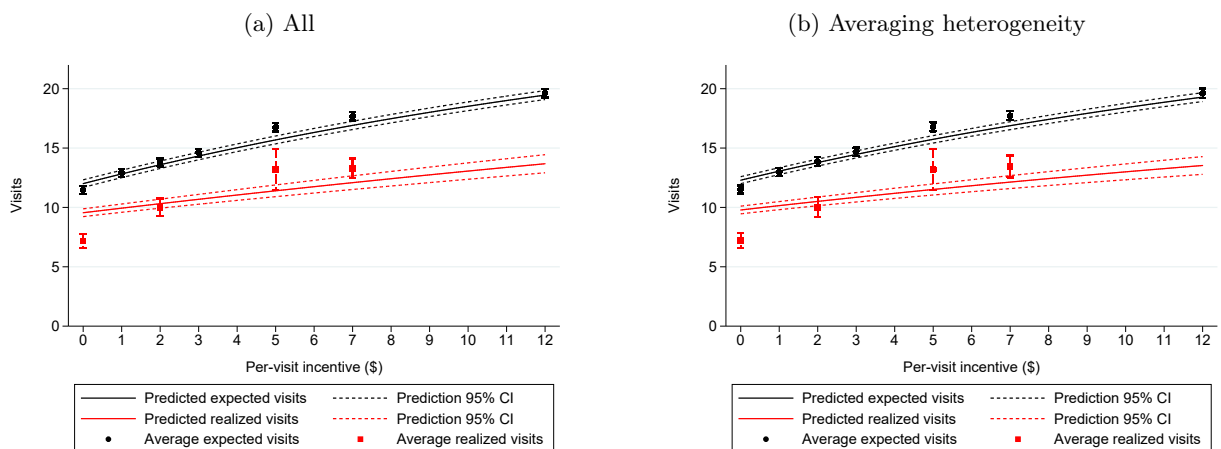 (a) All
Visits
20
15
10
5
0
0 1 2 3 4 5 6 7 8 9 10 11 12
Per-visit incentive ($)
Predicted expected visits Prediction 95% CI
Predicted realized visits Prediction 95% CI
Average expected visits Average realized visits
(b) Averaging heterogeneity
Visits
20
15
10
5
0
0 1 2 3 4 5 6 7 8 9 10 11 12
Per-visit incentive ($)
Predicted expected visits Prediction 95% CI
Predicted realized visits Prediction 95% CI
Average expected visits Average realized visits